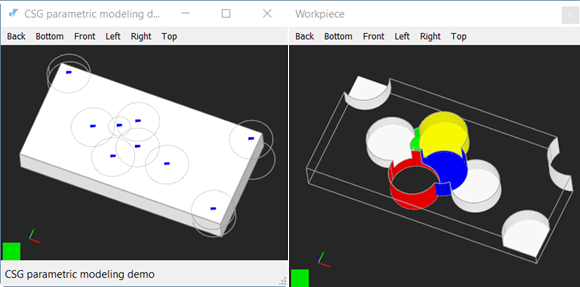 CSG parametric modeling d...
Back Bottom Front Left Right Top
CSG parametric modeling demo
Workpiece
Back Bottom Front Left Right Top